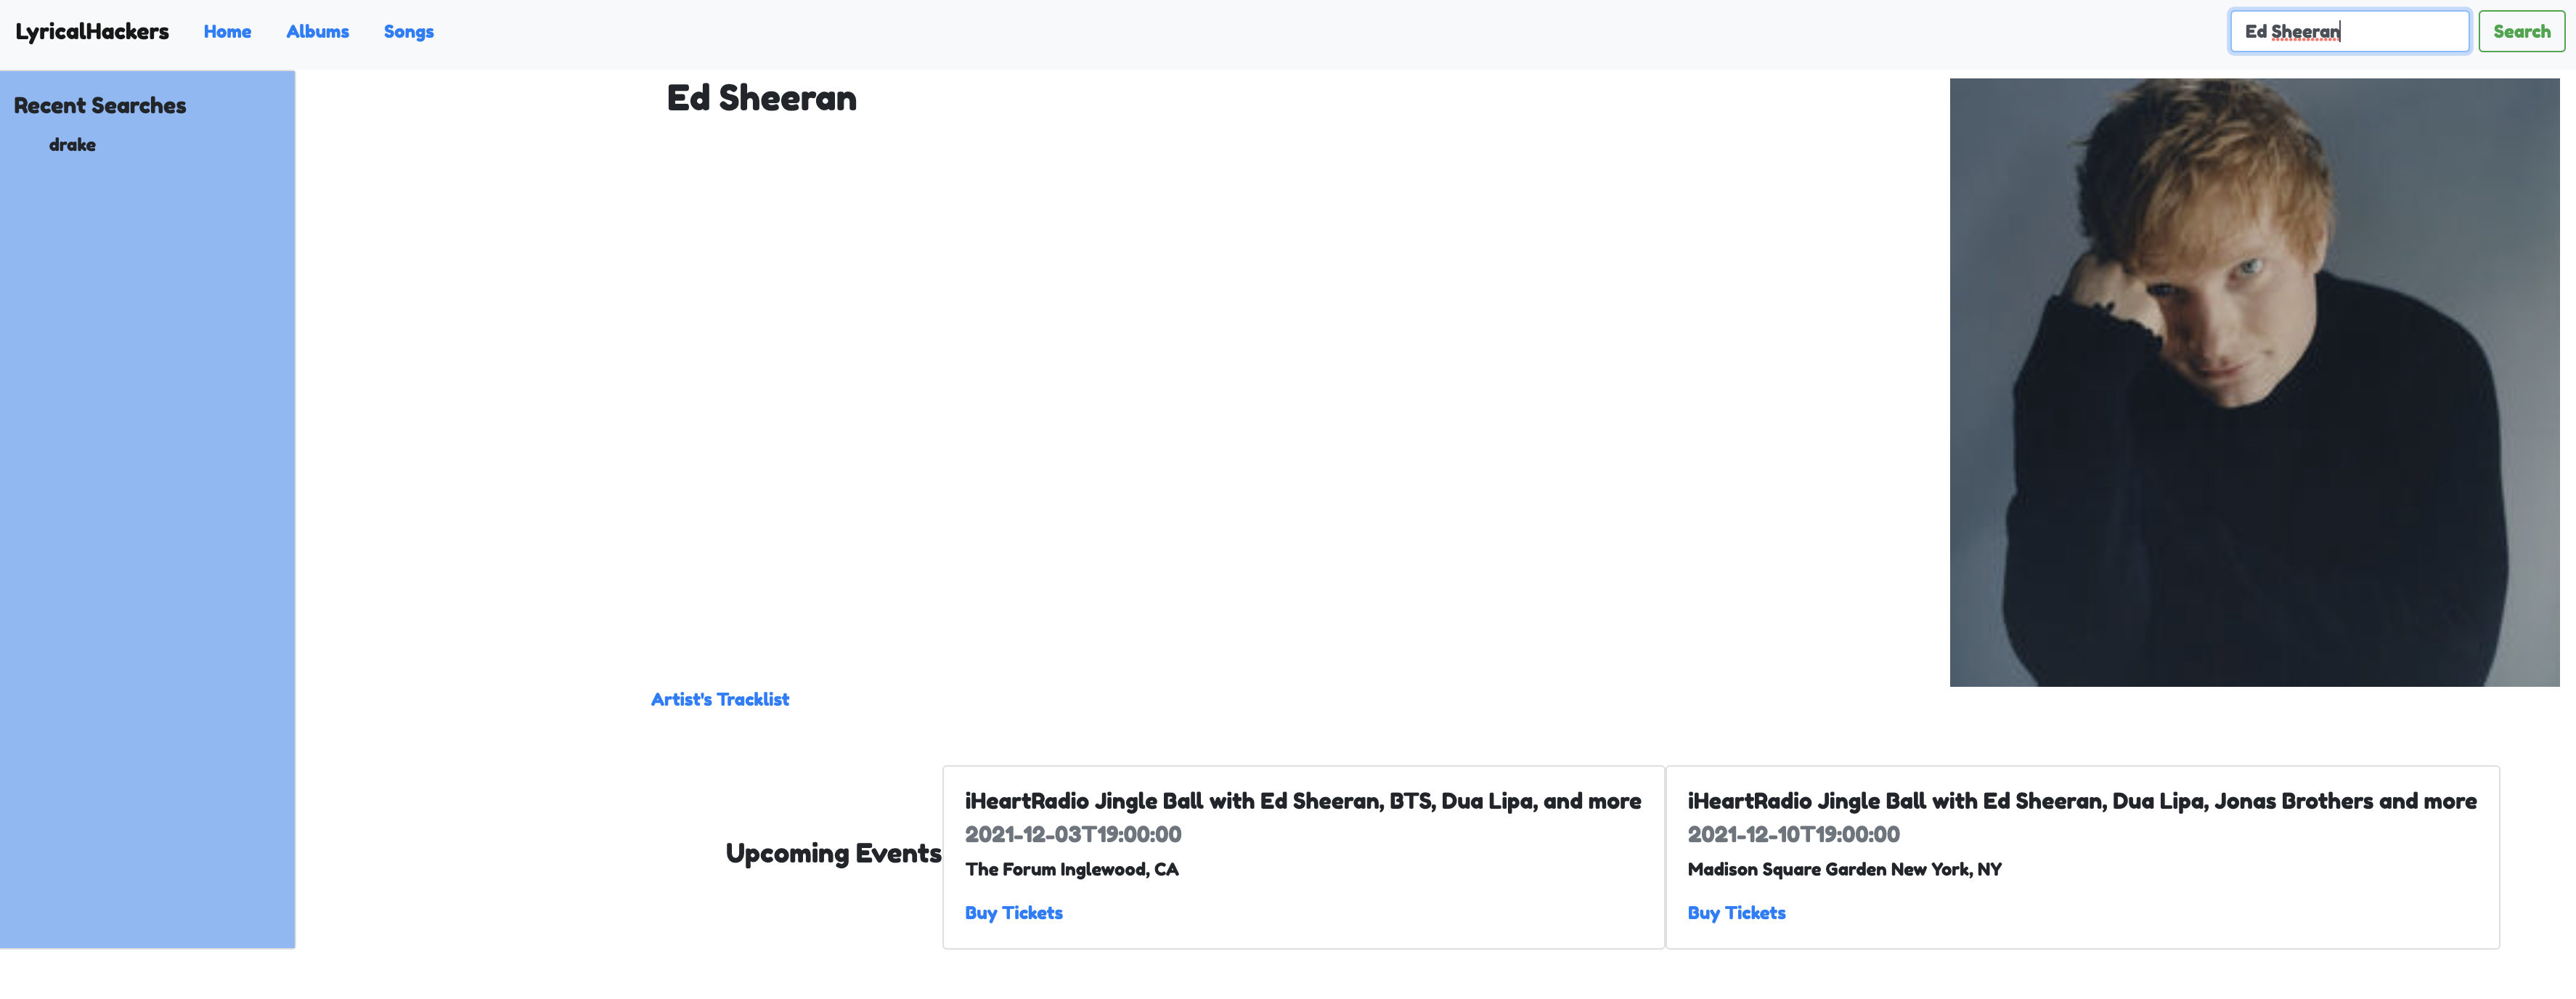 LyricalHackers Home Albums Songs Ed Sheeran Search
Recent Searches
drake
Ed Sheeran
Artist's Tracklist
Upcoming Events
iHeartRadio Jingle Ball with Ed Sheeran, BTS, Dua Lipa, and more
2021-12-03T19:00:00
The Forum Inglewood, CA
Buy Tickets
iHeartRadio Jingle Ball with Ed Sheeran, Dua Lipa, Jonas Brothers and more
2021-12-10T19:00:00
Madison Square Garden New York, NY
Buy Tickets